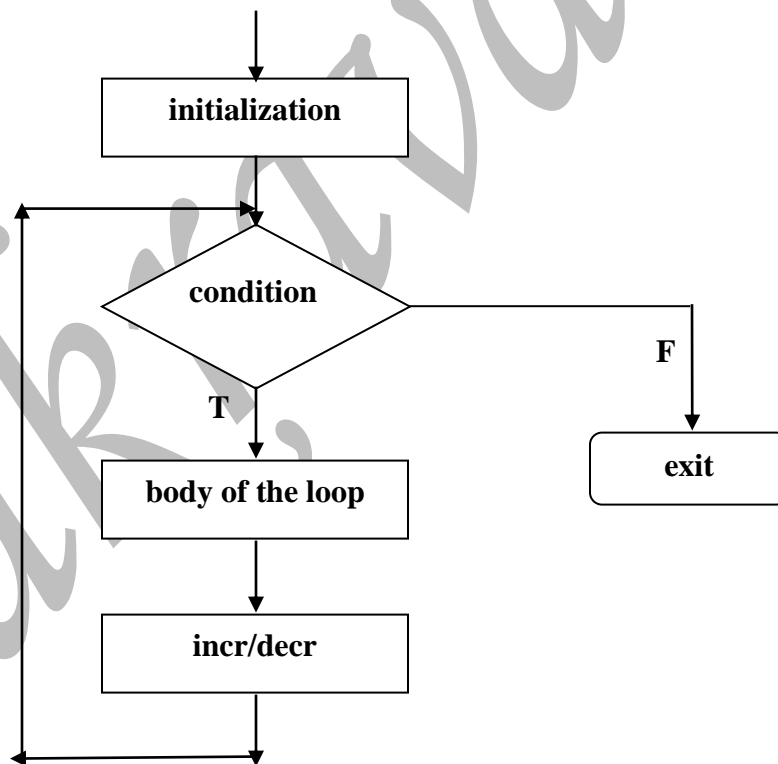 initialization
condition
F
T
body of the loop
exit
incr/decr